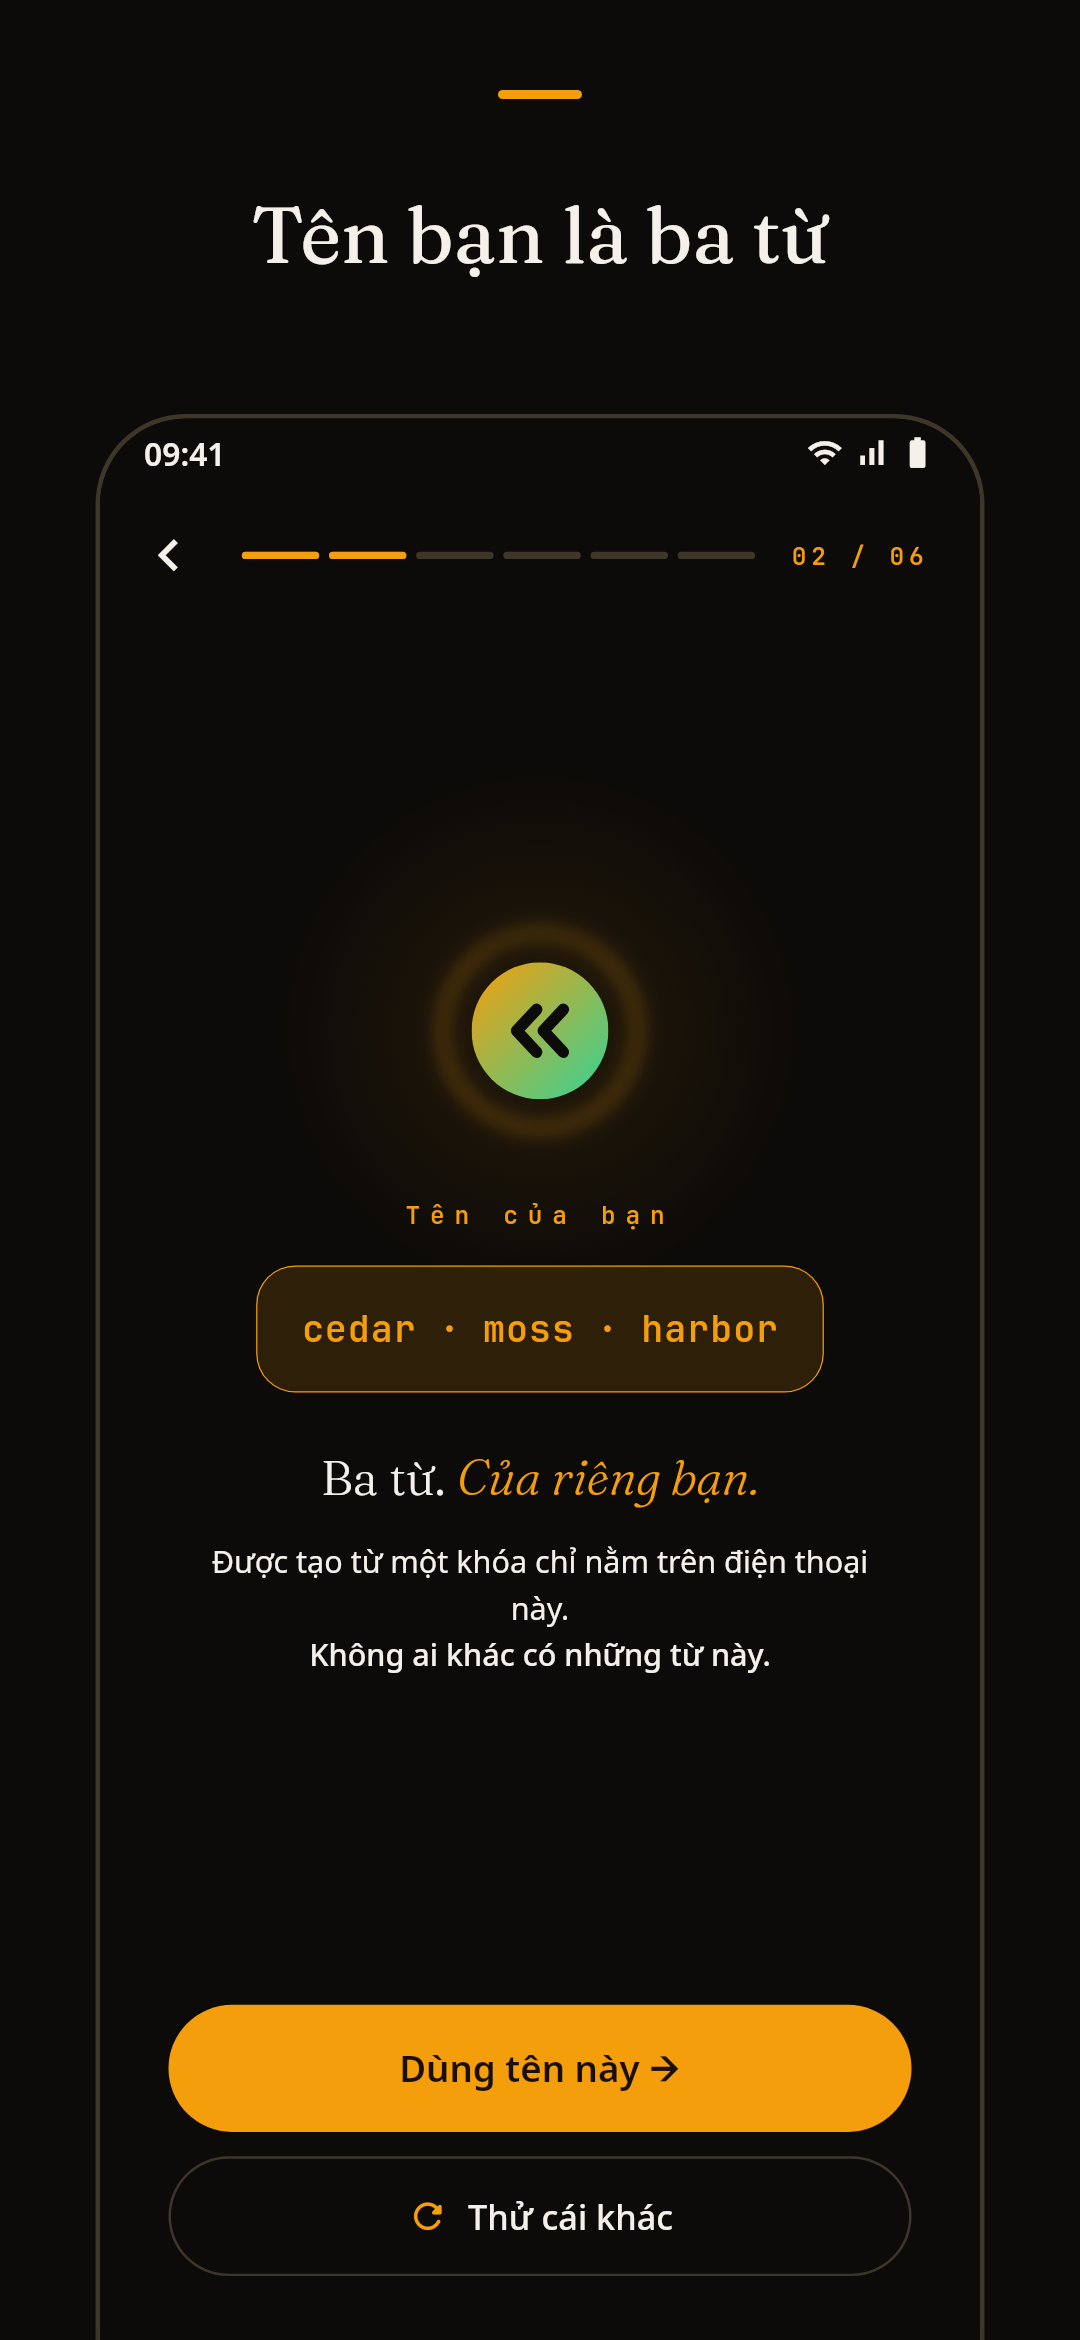 Tên bạn là ba từ
09:41
02 / 06
Tên của bạn
cedar · moss · harbor
Ba từ. Của riêng bạn.
Được tạo từ một khóa chỉ nằm trên điện thoại
này.
Không ai khác có những từ này.
Dùng tên này →
Thử cái khác